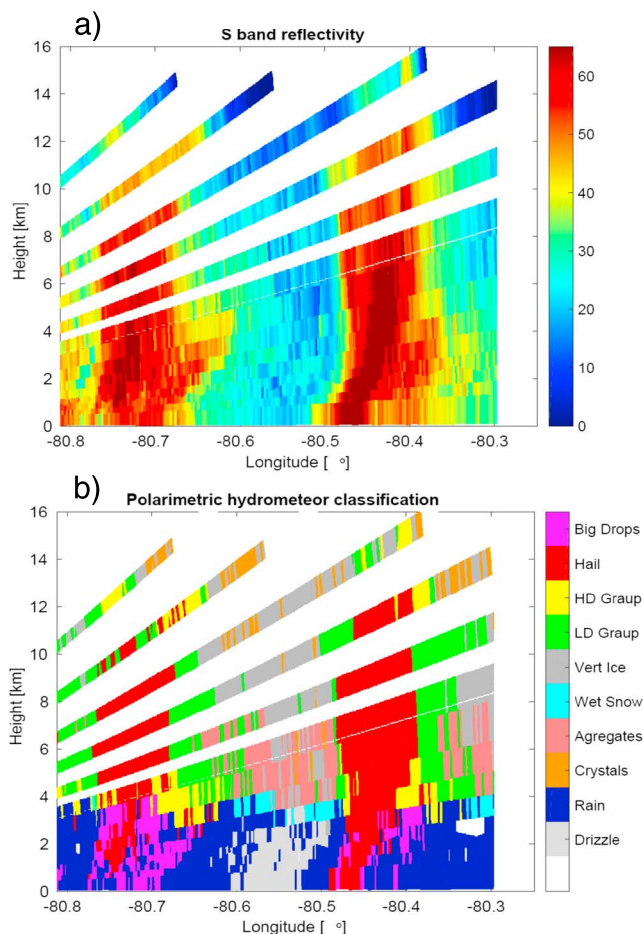 a)
S band reflectivity
16
14
12
10
8
6
4
2
0
Height [km]
-80.8 -80.7 -80.6 -80.5 -80.4 -80.3
Longitude [ o]
60
50
40
30
20
10
0
b)
Polarimetric hydrometeor classification
16
14
12
10
8
6
4
2
0
Height [km]
-80.8 -80.7 -80.6 -80.5 -80.4 -80.3
Longitude [ o]
Big Drops
Hail
HD Group
LD Group
Vert Ice
Wet Snow
Agregates
Crystals
Rain
Drizzle